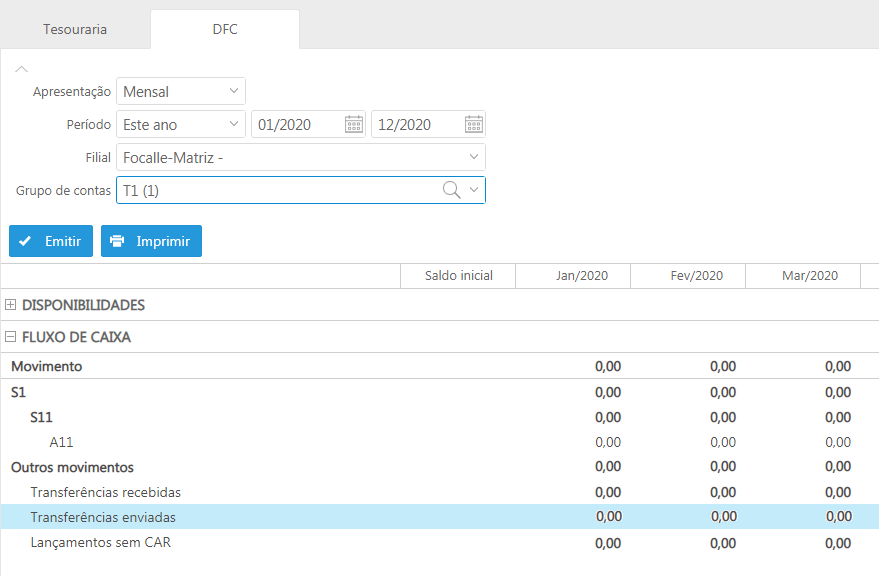 Tesouraria DFC
Apresentação Mensal
Período Este ano 01/2020 12/2020
Filial Focalle-Matriz -
Grupo de contas T1 (1)
Emitir Imprimir
Saldo inicial Jan/2020 Fev/2020 Mar/2020
DISPONIBILIDADES
FLUXO DE CAIXA
Movimento 0,00 0,00 0,00
S1 0,00 0,00 0,00
S11 0,00 0,00 0,00
A11 0,00 0,00 0,00
Outros movimentos 0,00 0,00 0,00
Transferências recebidas 0,00 0,00 0,00
Transferências enviadas 0,00 0,00 0,00
Lançamentos sem CAR 0,00 0,00 0,00